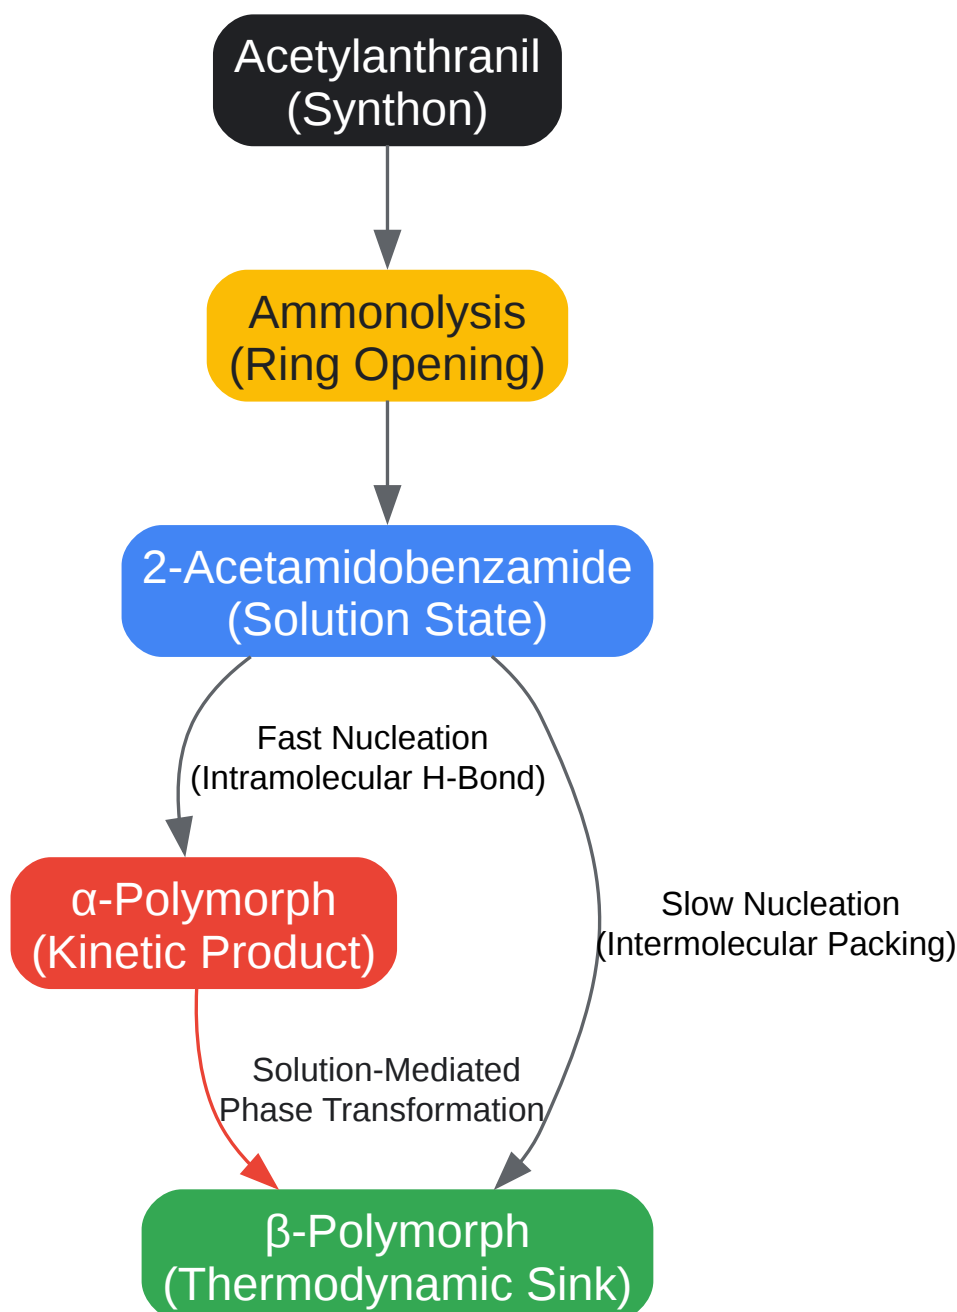 Acetylanthranil
(Synthon)
Ammonolysis
(Ring Opening)
2-Acetamidobenzamide
(Solution State)
Fast Nucleation
(Intramolecular H-Bond)
α-Polymorph
(Kinetic Product)
Slow Nucleation
(Intermolecular Packing)
Solution-Mediated
Phase Transformation
β-Polymorph
(Thermodynamic Sink)